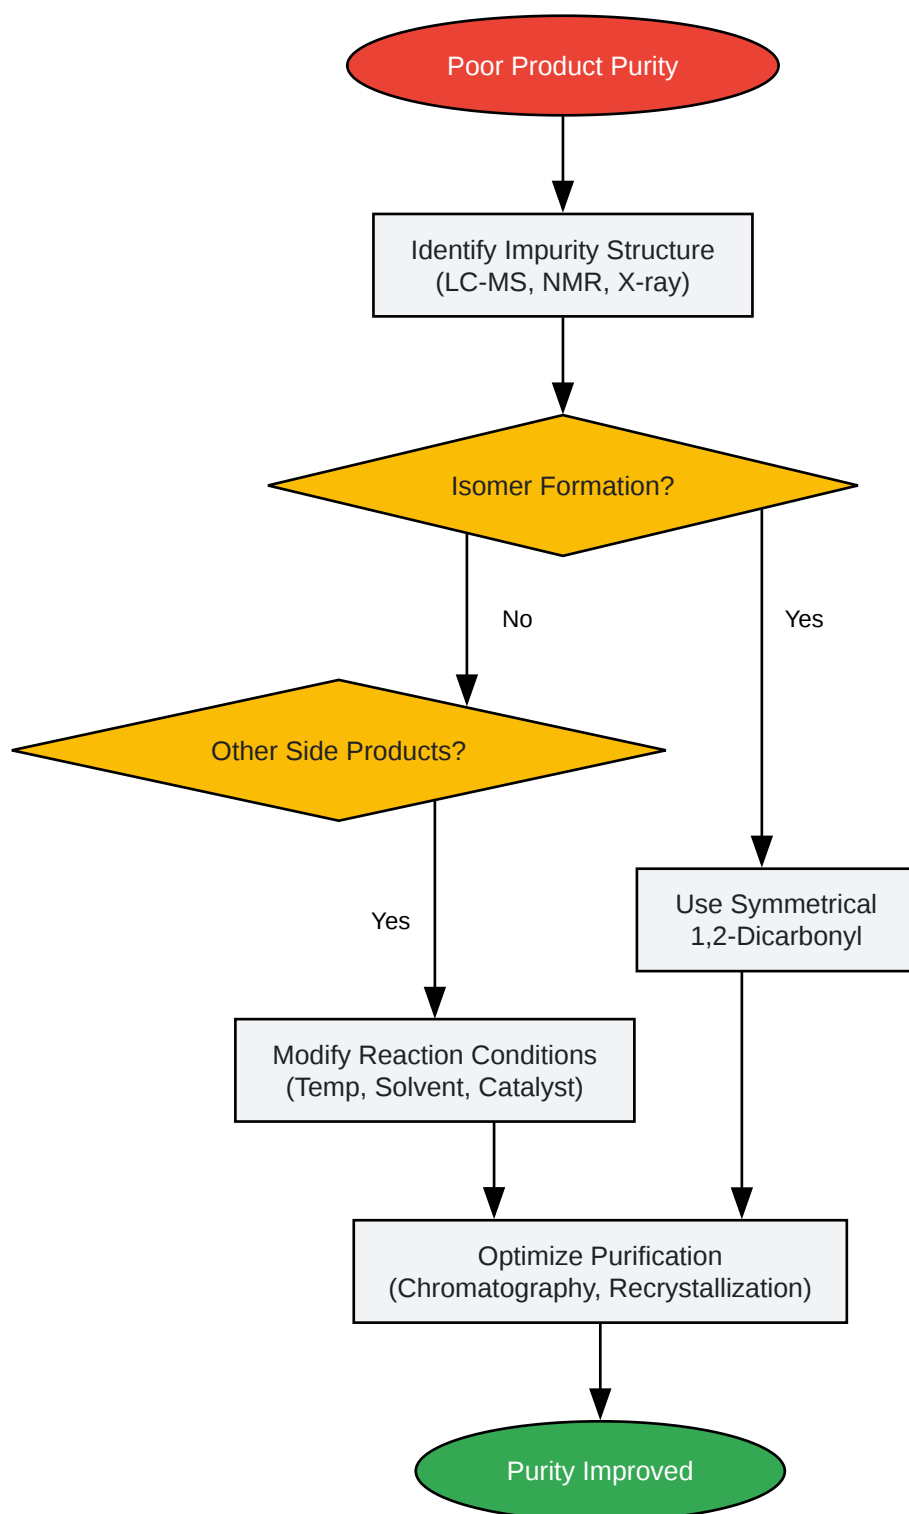 Poor Product Purity
Identify Impurity Structure
(LC-MS, NMR, X-ray)
Isomer Formation?
No
Yes
Other Side Products?
Use Symmetrical
1,2-Dicarbonyl
Yes
Modify Reaction Conditions
(Temp, Solvent, Catalyst)
Optimize Purification
(Chromatography, Recrystallization)
Purity Improved